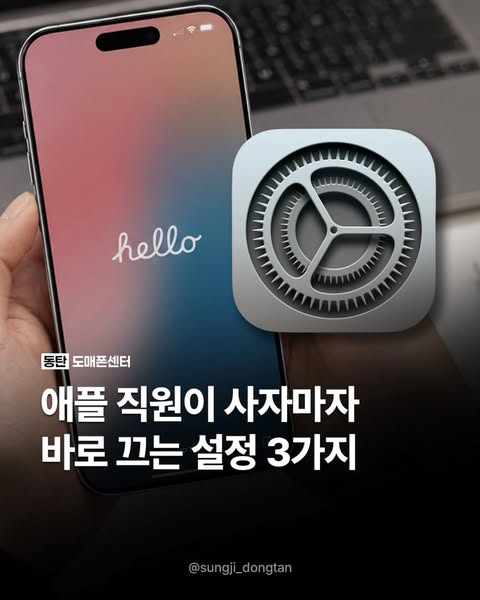 hello
동탄 도매폰센터
애플 직원이 사자마자
바로 끄는 설정 3가지
@sungji_dongtan